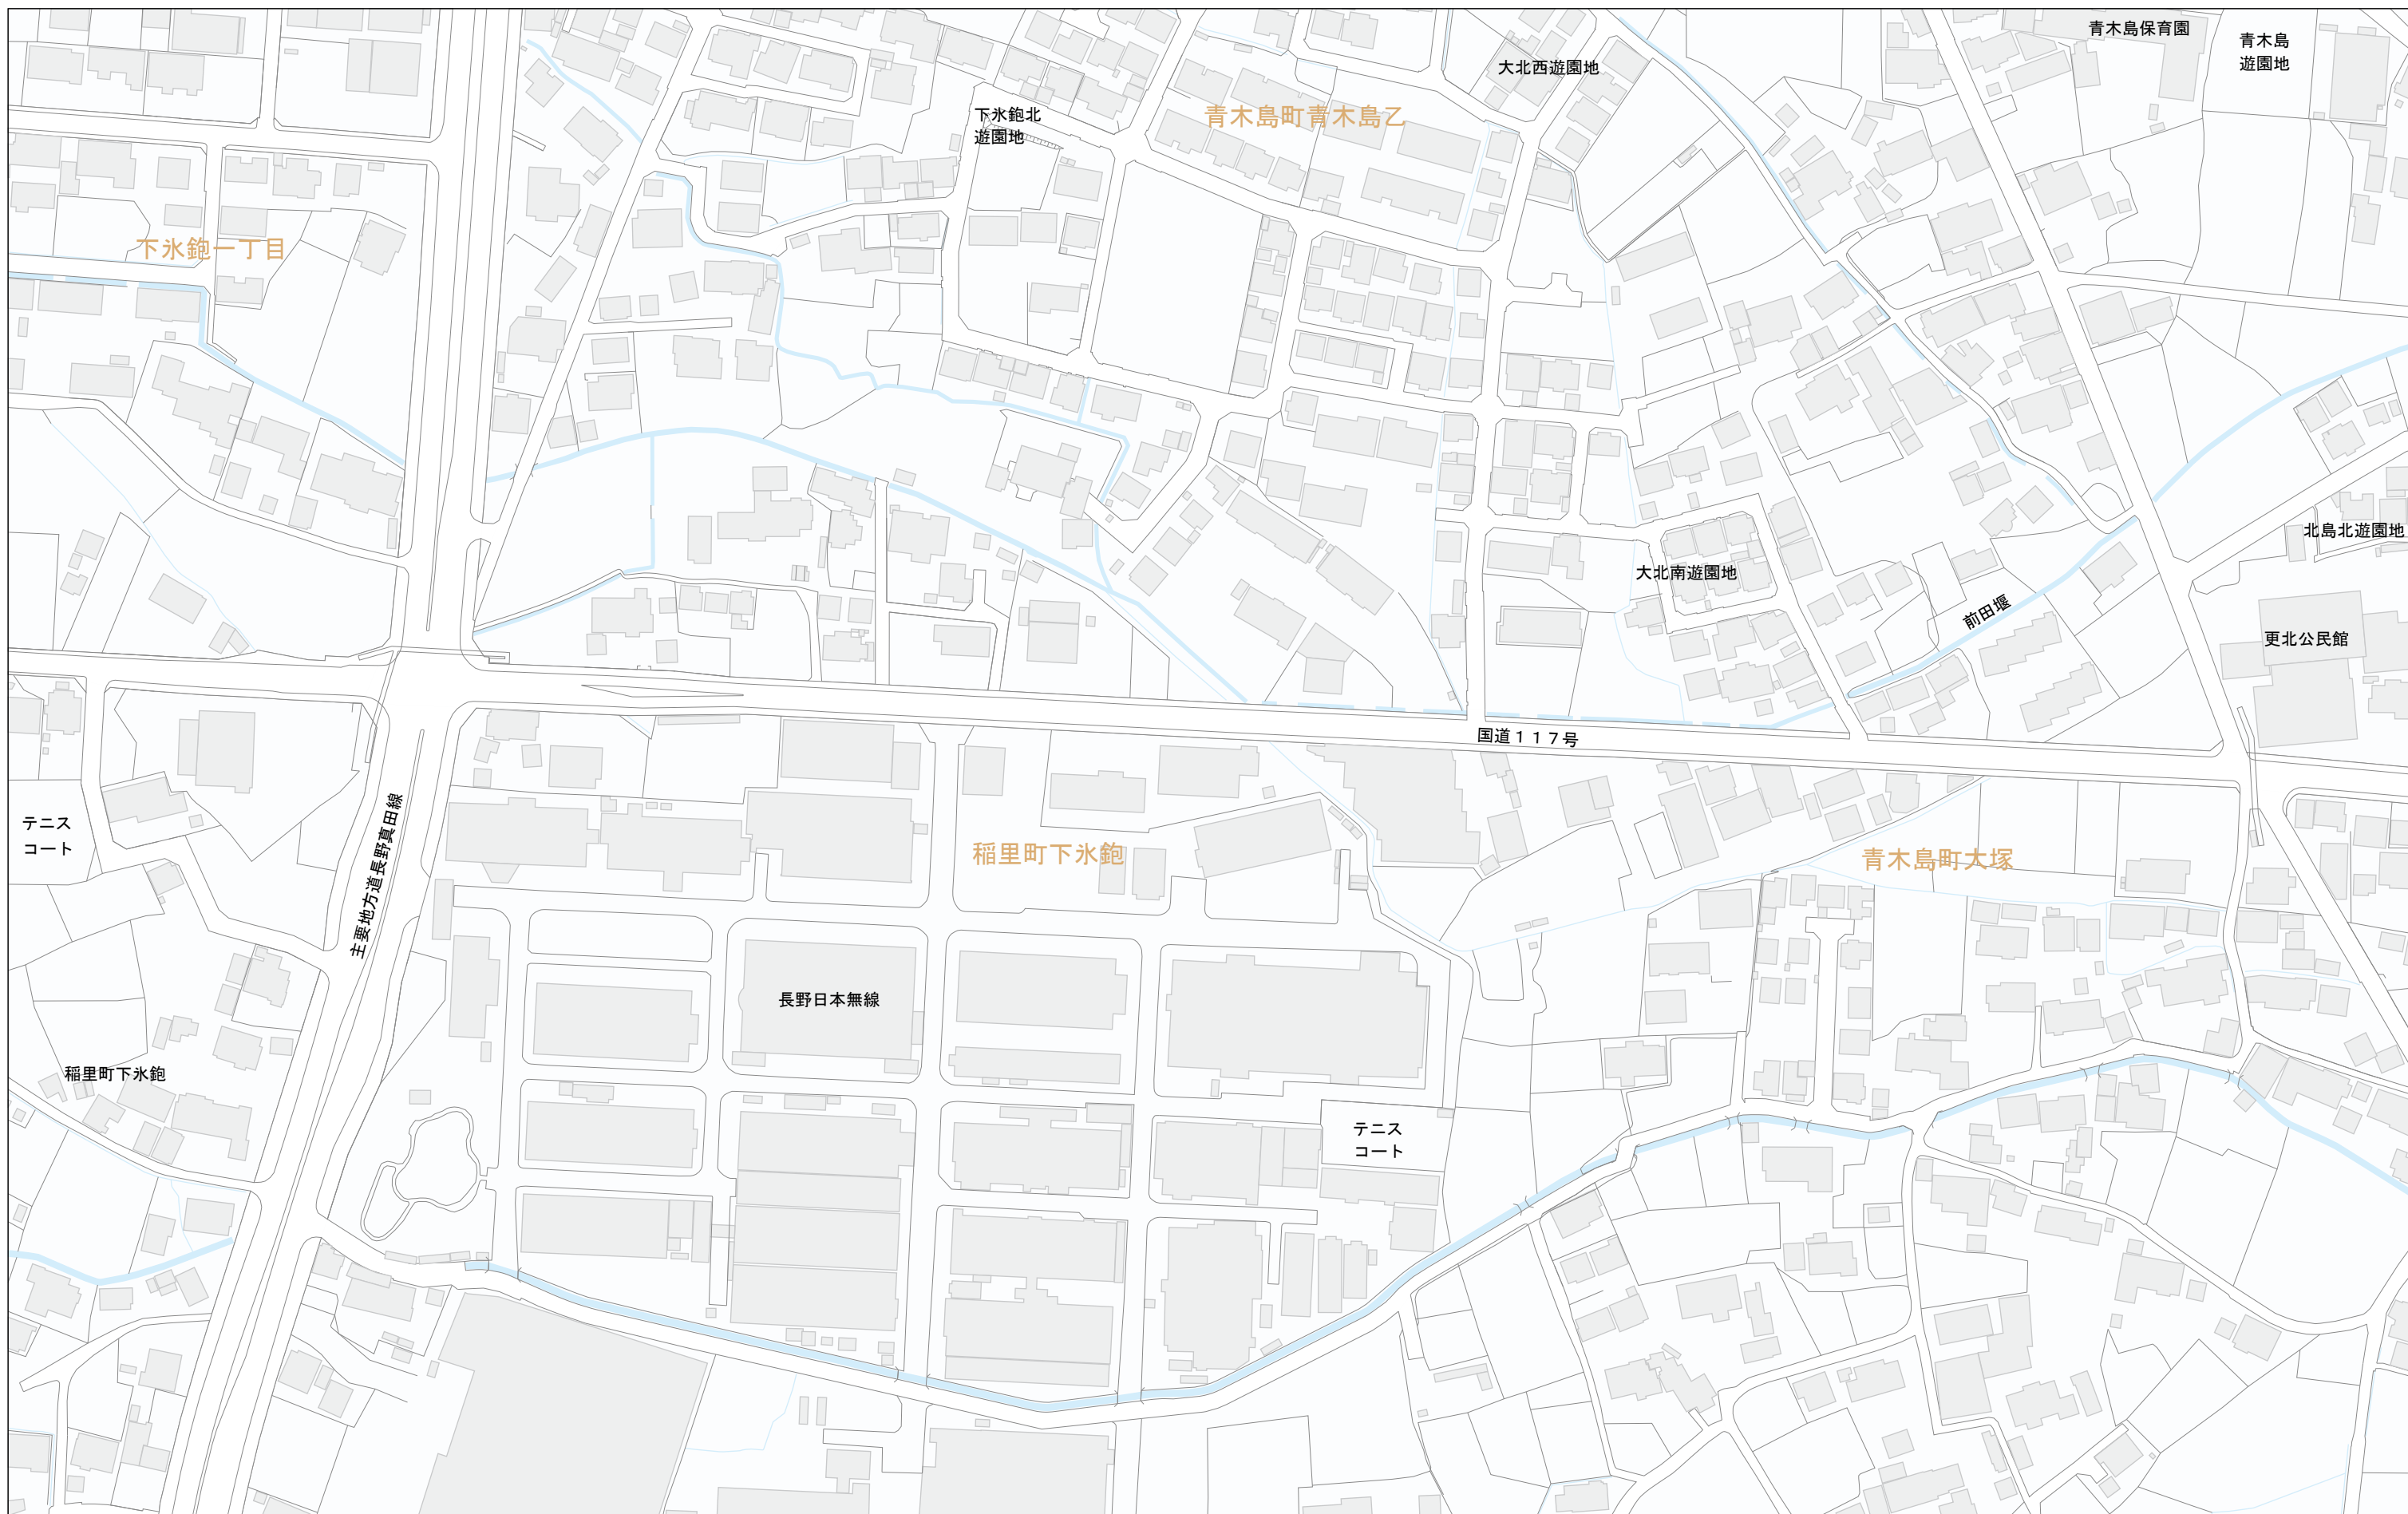 青木島保育園
青木島
遊園地
大北西遊園地
下氷鉋北
遊園地
青木島町青木島乙
下氷鉋一丁目
北島北遊園地
大北南遊園地
前田堰
更北公民館
国道117号
テニス
コート
主要地方道長野真田線
稲里町下氷鉋
青木島町大塚
長野日本無線
稲里町下氷鉋
テニス
コート